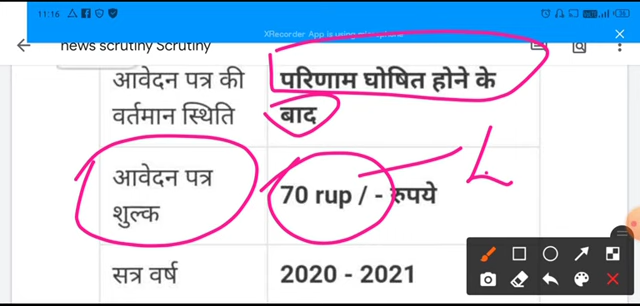 11:16
XRecorder App is using microphone
news scrutiny Scrutiny
आवेदन पत्र की परिणाम घोषित होने के
वर्तमान स्थिति बाद
आवेदन पत्र 70 rup / - रुपये
शुल्क
सत्र वर्ष 2020 - 2021